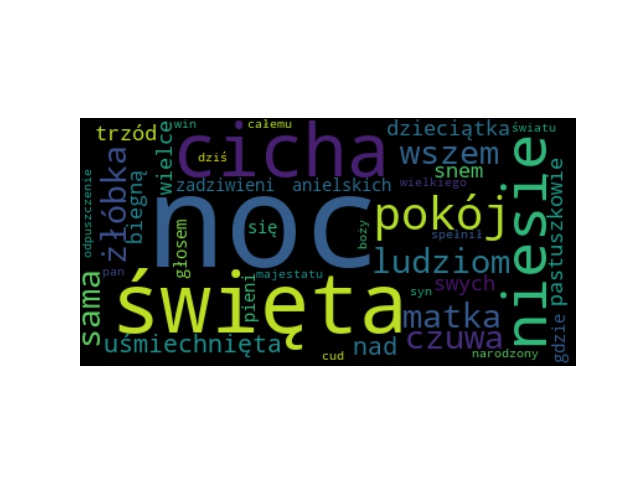 win
całemu
trzód
cicha
dzieciątka
światu
wielce
dziś
wszem
niesie
żłóbka
snem
biegną
zadziwieni
anielskich
wielkiego
pastuszkowie
odpuszczenie
noc
pokój
głosem
się
boży
spełnił
ludziom
pan
majestatu
święta
pieni
sama
syn
swych
matka
czuwa
gdzie
uśmiechnięta
nad
cud
narodzony